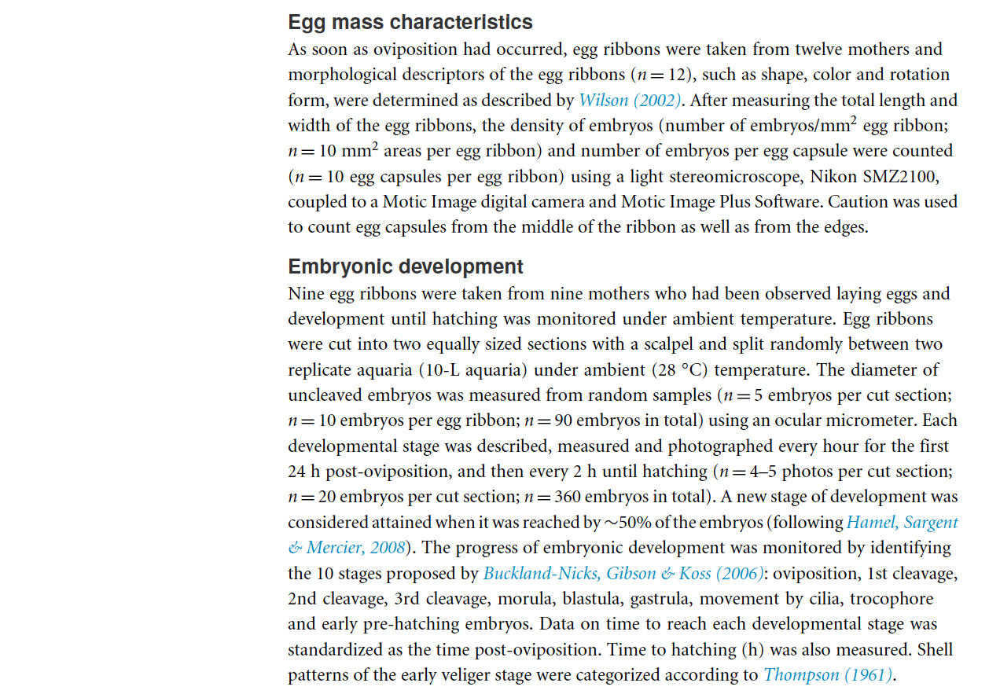 Egg mass characteristics
As soon as oviposition had occurred, egg ribbons were taken from twelve mothers and
morphological descriptors of the egg ribbons (n = 12), such as shape, color and rotation
form, were determined as described by Wilson (2002). After measuring the total length and
width of the egg ribbons, the density of embryos (number of embryos/mm² egg ribbon;
n = 10 mm² areas per egg ribbon) and number of embryos per egg capsule were counted
(n = 10 egg capsules per egg ribbon) using a light stereomicroscope, Nikon SMZ2100,
coupled to a Motic Image digital camera and Motic Image Plus Software. Caution was used
to count egg capsules from the middle of the ribbon as well as from the edges.
Embryonic development
Nine egg ribbons were taken from nine mothers who had been observed laying eggs and
development until hatching was monitored under ambient temperature. Egg ribbons
were cut into two equally sized sections with a scalpel and split randomly between two
replicate aquaria (10-L aquaria) under ambient (28 °C) temperature. The diameter of
uncleaved embryos was measured from random samples (n = 5 embryos per cut section;
n = 10 embryos per egg ribbon; n = 90 embryos in total) using an ocular micrometer. Each
developmental stage was described, measured and photographed every hour for the first
24 h post-oviposition, and then every 2 h until hatching (n = 4–5 photos per cut section;
n = 20 embryos per cut section; n = 360 embryos in total). A new stage of development was
considered attained when it was reached by ∼50% of the embryos (following Hamel, Sargent
& Mercier, 2008). The progress of embryonic development was monitored by identifying
the 10 stages proposed by Buckland-Nicks, Gibson & Koss (2006): oviposition, 1st cleavage,
2nd cleavage, 3rd cleavage, morula, blastula, gastrula, movement by cilia, trocophore
and early pre-hatching embryos. Data on time to reach each developmental stage was
standardized as the time post-oviposition. Time to hatching (h) was also measured. Shell
patterns of the early veliger stage were categorized according to Thompson (1961).